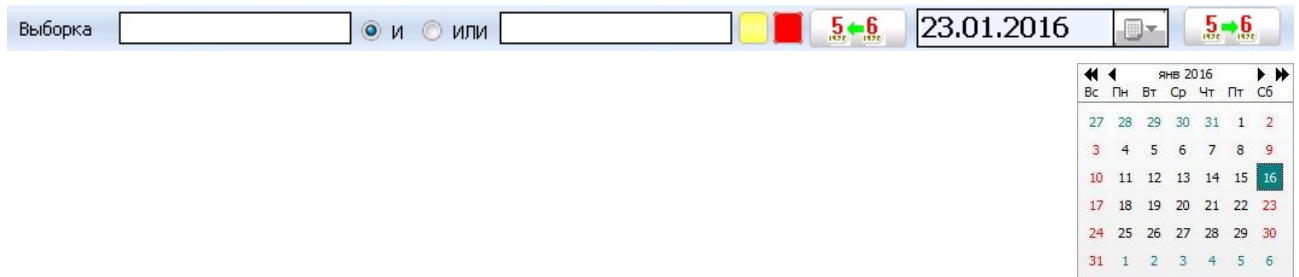 Выборка и или 5 6 23.01.2016 5 6
янв 2016
Вс Пн Вт Ср Чт Пт Сб
27 28 29 30 31 1 2
3 4 5 6 7 8 9
10 11 12 13 14 15 16
17 18 19 20 21 22 23
24 25 26 27 28 29 30
31 1 2 3 4 5 6